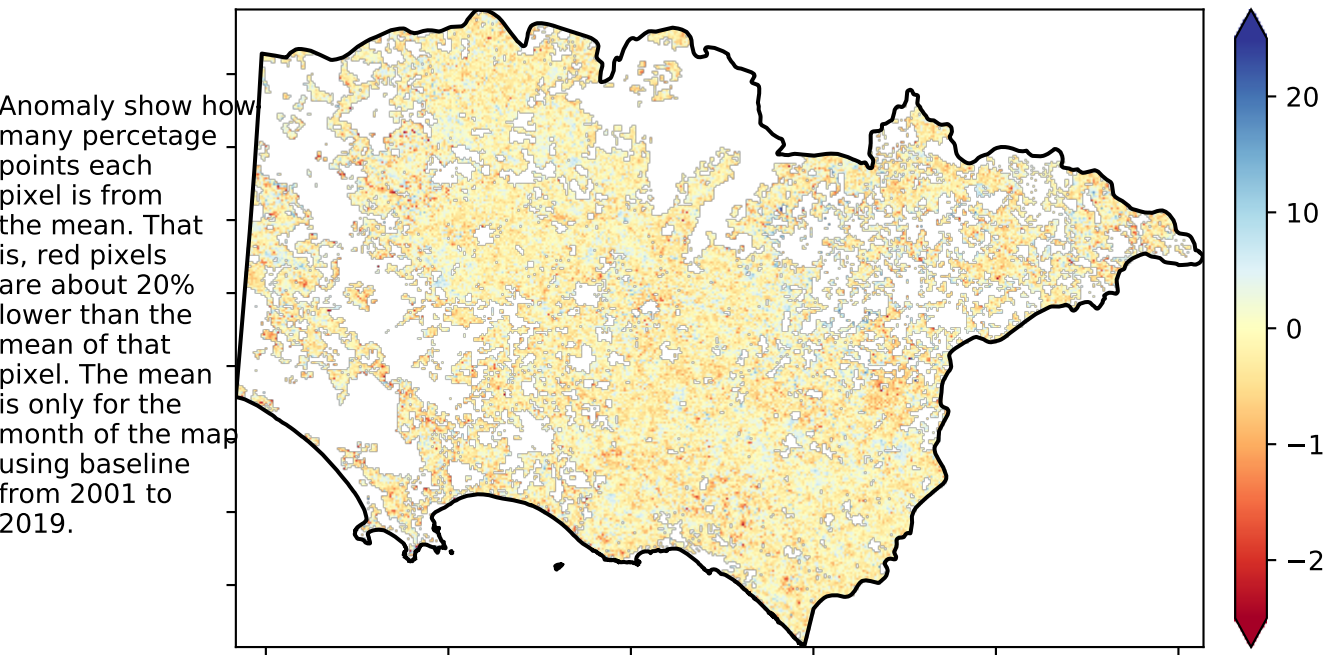 Anomaly show how
many percetage
points each
pixel is from
the mean. That
is, red pixels
are about 20%
lower than the
mean of that
pixel. The mean
is only for the
month of the map
using baseline
from 2001 to
2019.
20
10
0
−1
−2